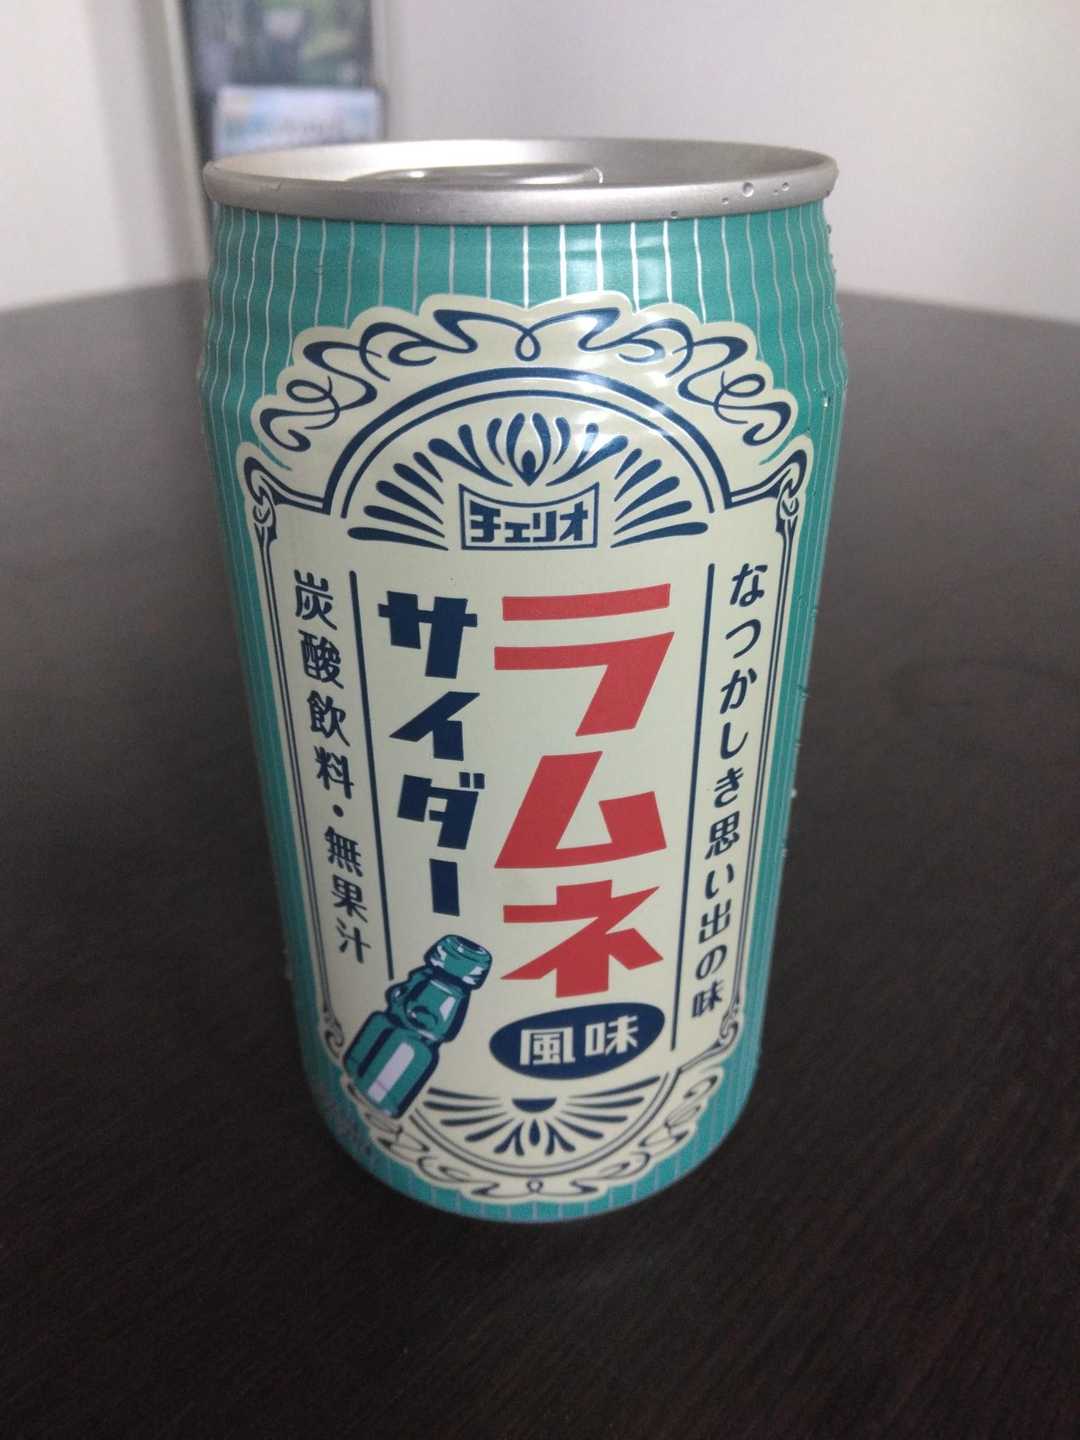 チェリオ
なつかしき思い出の味
ラムネ
風味
サイダー
炭酸飲料・無果汁